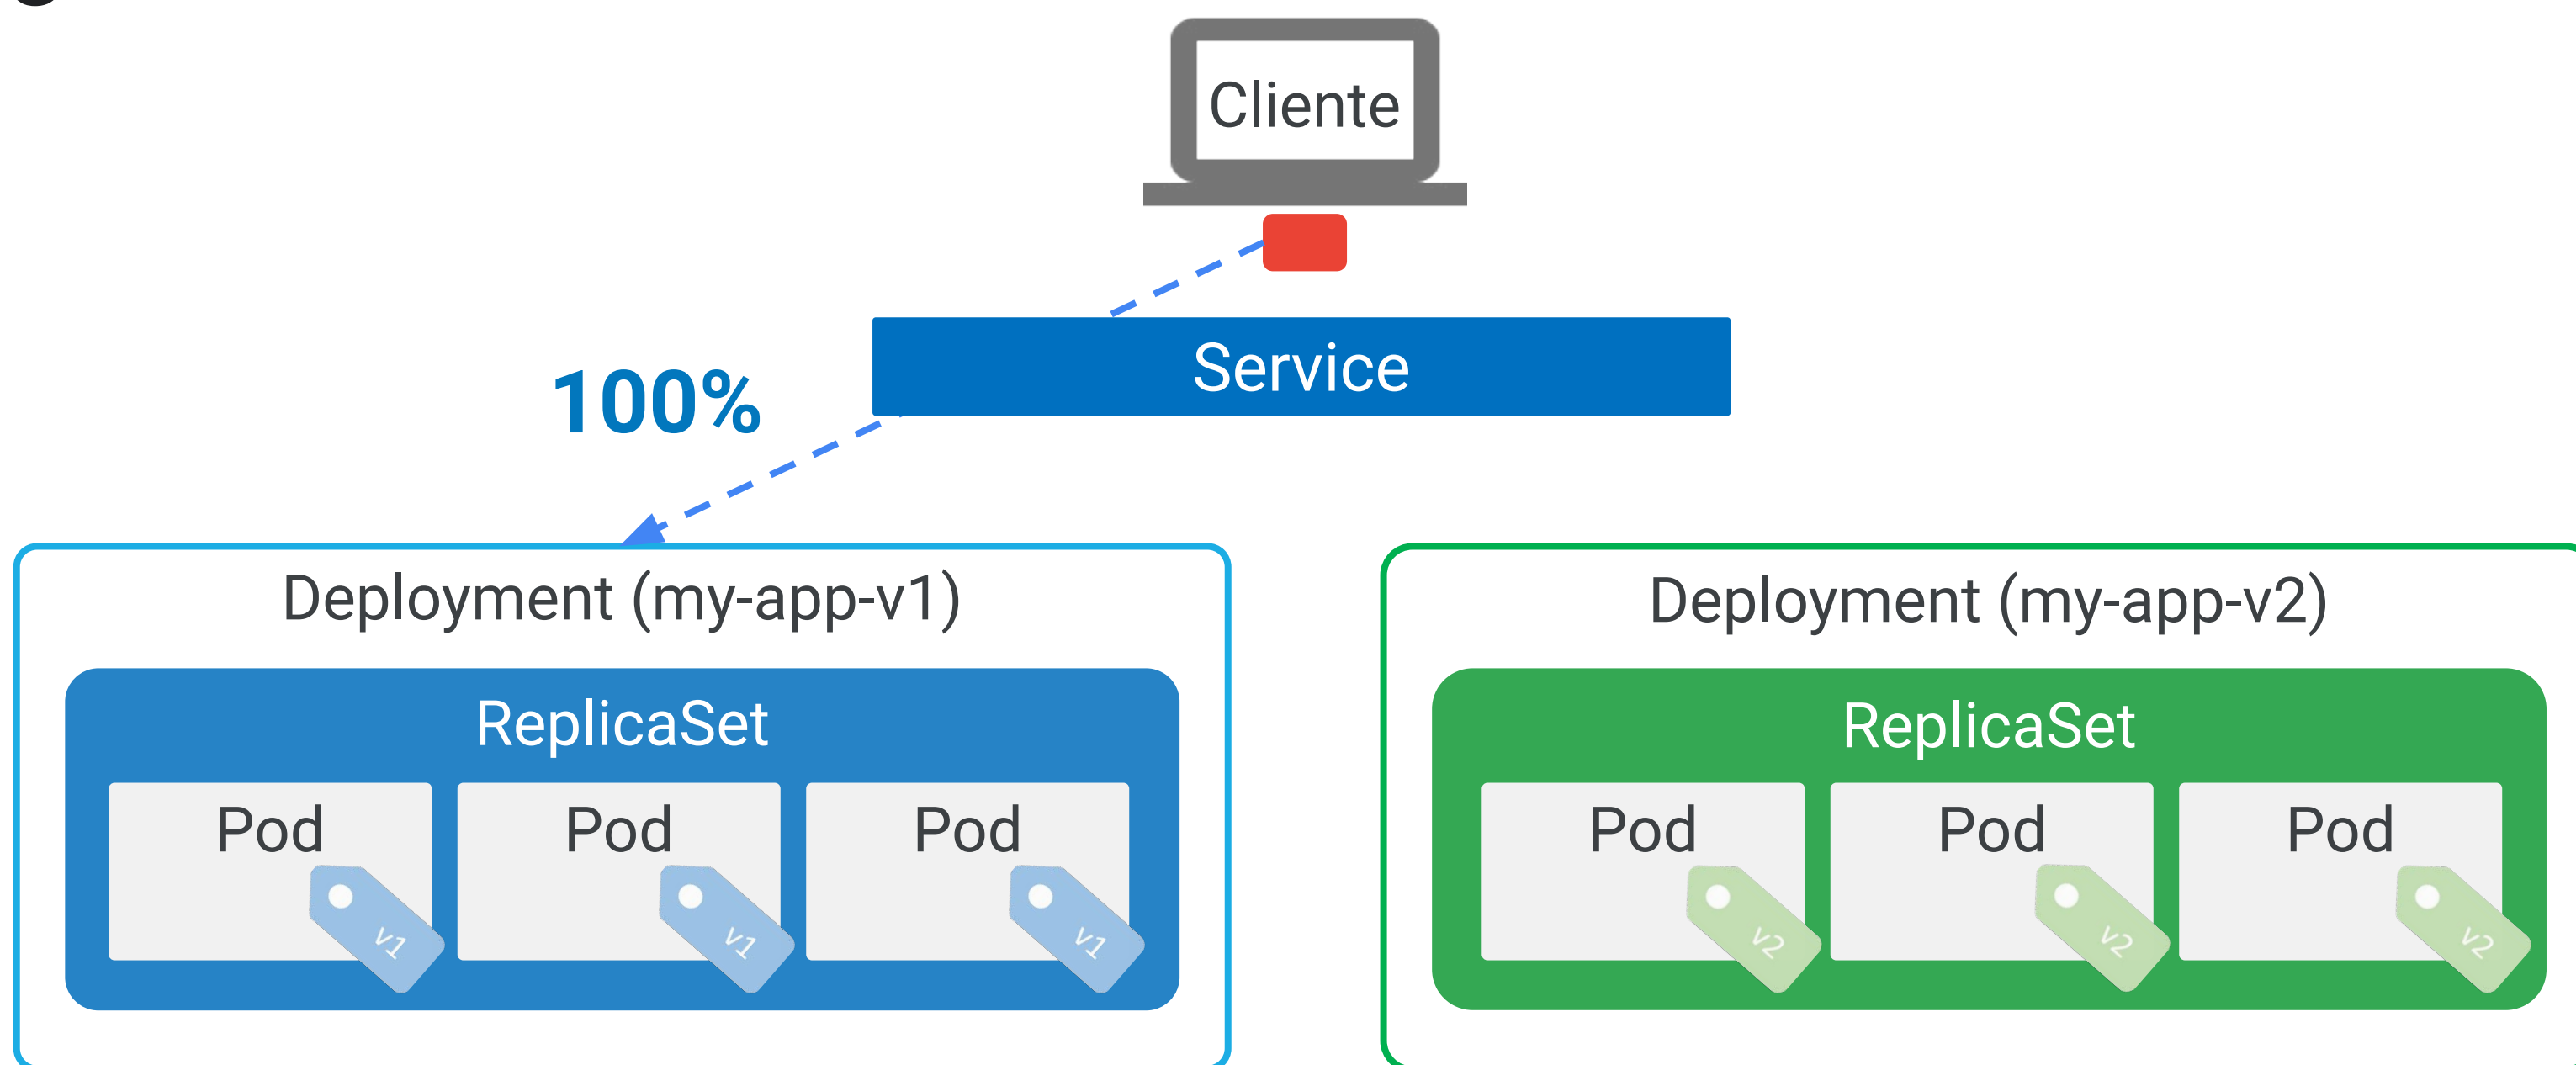 Cliente
Service
100%
Deployment (my-app-v1)
Deployment (my-app-v2)
ReplicaSet
ReplicaSet
Pod
Pod
Pod
Pod
Pod
Pod
v1
v1
v1
v2
v2
v2